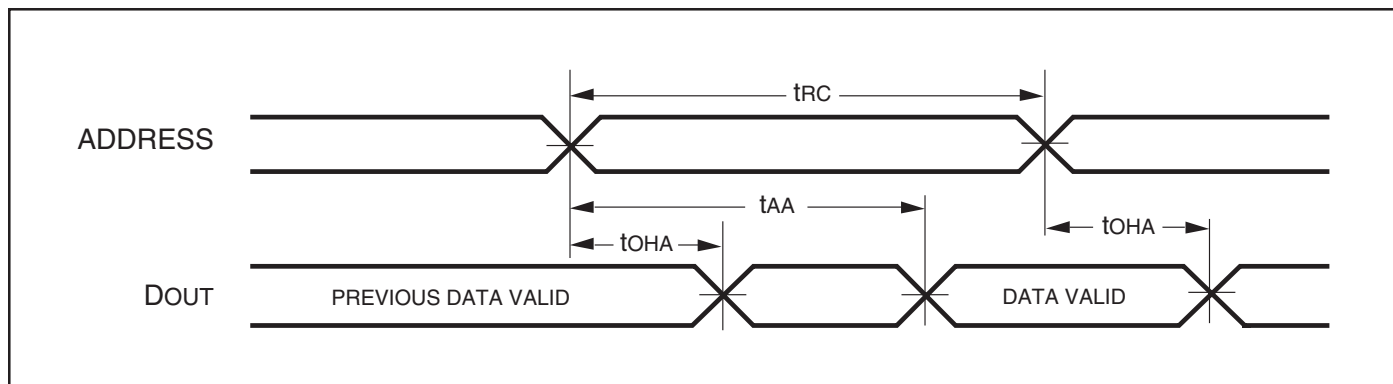 tRC
ADDRESS
tAA
tOHA
tOHA
DOUT
PREVIOUS DATA VALID
DATA VALID